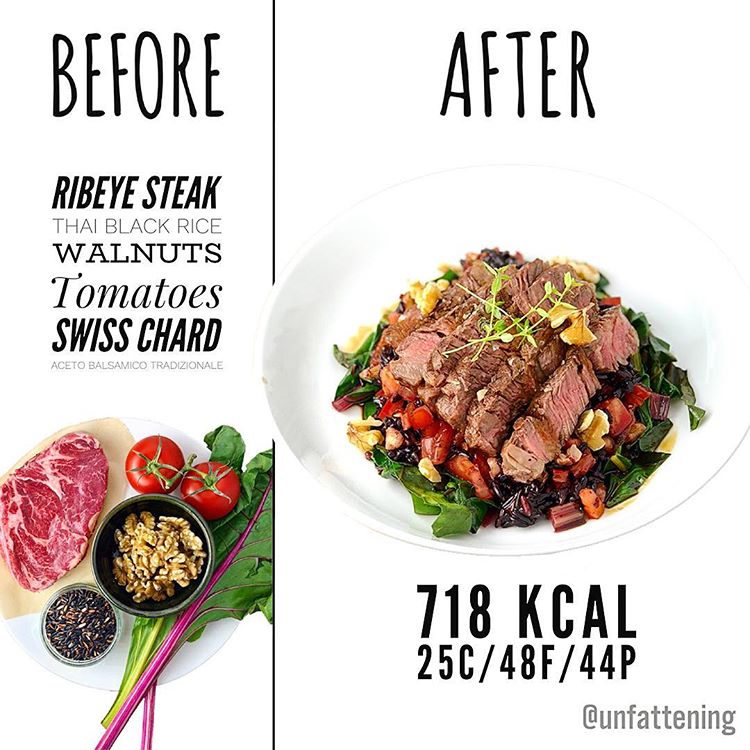 BEFORE
RIBEYE STEAK
THAI BLACK RICE
WALNUTS
Tomatoes
SWISS CHARD
ACETO BALSAMICO TRADIZIONALE
AFTER
718 KCAL
25C/48F/44P
@unfattening